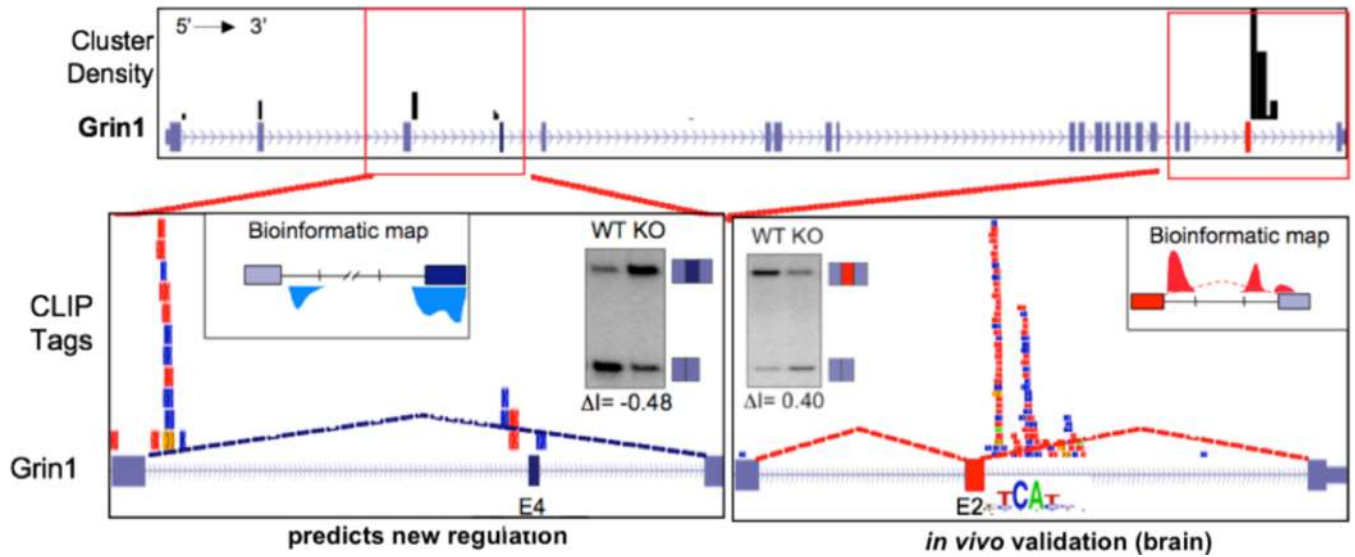 5' 3'
Cluster
Density
Grin1
Bioinformatic map
WT KO
WT KO
Bioinformatic map
CLIP
Tags
ΔI= -0.48
ΔI= 0.40
Grin1
E4
E2
TCAT
predicts new regulation
in vivo validation (brain)